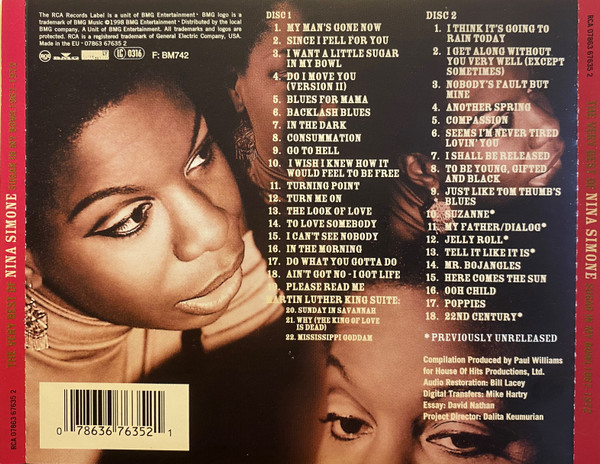 The RCA Records Label is a unit of BMG Entertainment • BMG logo is a
trademark of BMG Music ©1998 BMG Entertainment • Distributed by the local
BMG company. A Unit of BMG Entertainment. All trademarks and logos are
protected. RCA is a registered trademark of General Electric Company, USA.
Made in the EU • 07863 67635 2
BMG
LC 0316
F: BM742
DISC 1
1. MY MAN'S GONE NOW
2. SINCE I FELL FOR YOU
3. I WANT A LITTLE SUGAR
IN MY BOWL
4. DO I MOVE YOU
(VERSION II)
5. BLUES FOR MAMA
6. BACKLASH BLUES
7. IN THE DARK
8. CONSUMMATION
9. GO TO HELL
10. I WISH I KNEW HOW IT
WOULD FEEL TO BE FREE
11. TURNING POINT
12. TURN ME ON
13. THE LOOK OF LOVE
14. TO LOVE SOMEBODY
15. I CAN'T SEE NOBODY
16. IN THE MORNING
17. DO WHAT YOU GOTTA DO
18. AIN'T GOT NO - I GOT LIFE
19. PLEASE READ ME
MARTIN LUTHER KING SUITE:
20. SUNDAY IN SAVANNAH
21. WHY (THE KING OF LOVE
IS DEAD)
22. MISSISSIPPI GODDAM
DISC 2
1. I THINK IT'S GOING TO
RAIN TODAY
2. I GET ALONG WITHOUT
YOU VERY WELL (EXCEPT
SOMETIMES)
3. NOBODY'S FAULT BUT
MINE
4. ANOTHER SPRING
5. COMPASSION
6. SEEMS I'M NEVER TIRED
LOVIN' YOU
7. I SHALL BE RELEASED
8. TO BE YOUNG, GIFTED
AND BLACK
9. JUST LIKE TOM THUMB'S
BLUES
10. SUZANNE*
11. MY FATHER/DIALOG*
12. JELLY ROLL*
13. TELL IT LIKE IT IS*
14. MR. BOJANGLES
15. HERE COMES THE SUN
16. OOH CHILD
17. POPPIES
18. 22ND CENTURY*
*PREVIOUSLY UNRELEASED
Compilation Produced by Paul Williams
for House Of Hits Productions, Ltd.
Audio Restoration: Bill Lacey
Digital Transfers: Mike Hartry
Essay: David Nathan
Project Director: Dalita Keumurian
0 78636 76352 1
RCA 07863 67635 2
THE VERY BEST OF NINA SIMONE
RCA 07863 67635 2
NINA SIMONE